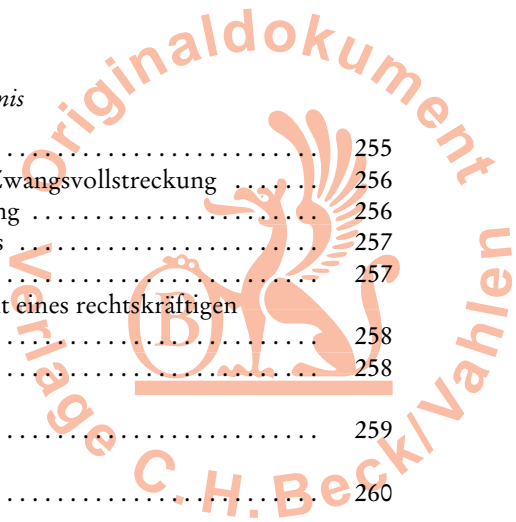 nis
........................ 255
Zwangsvollstreckung ....... 256
ng ...................... 256
s ....................... 257
........................ 257
t eines rechtskräftigen
........................ 258
........................ 258
........................ 259
........................ 260
Originaldokument
Verlage C.H.Beck/Vahlen
B